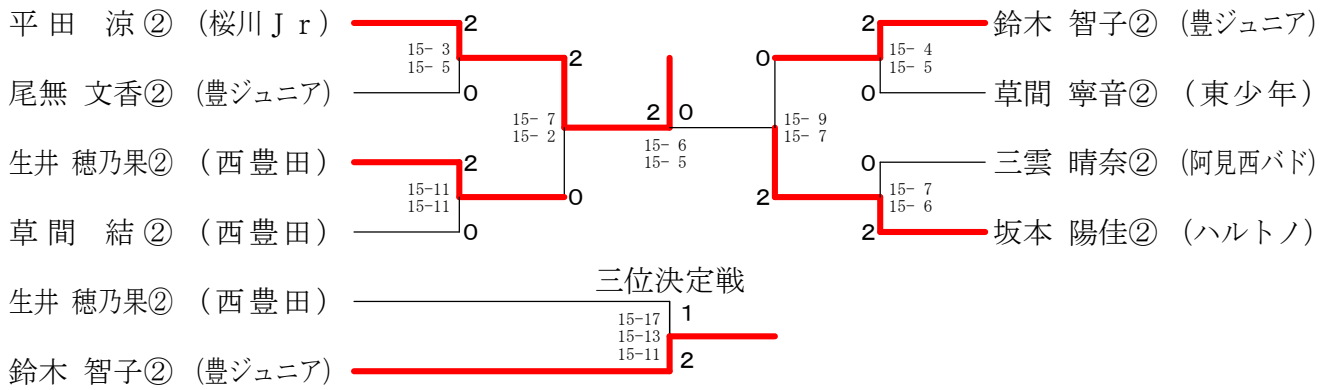 平田 涼② (桜川Jr)
2
15- 3
15- 5
尾無 文香② (豊ジュニア)
0
2
15- 7
15- 2
生井 穂乃果② (西豊田)
2
15-11
15-11
0
草間 結② (西豊田)
0
2 0
15- 6
15- 5
鈴木 智子② (豊ジュニア)
2
15- 4
15- 5
草間 寧音② (東少年)
0
0
15- 9
15- 7
三雲 晴奈② (阿見西バド)
0
15- 7
15- 6
2
坂本 陽佳② (ハルトノ)
2
三位決定戦
生井 穂乃果② (西豊田)
1
15-17
15-13
15-11
鈴木 智子② (豊ジュニア)
2